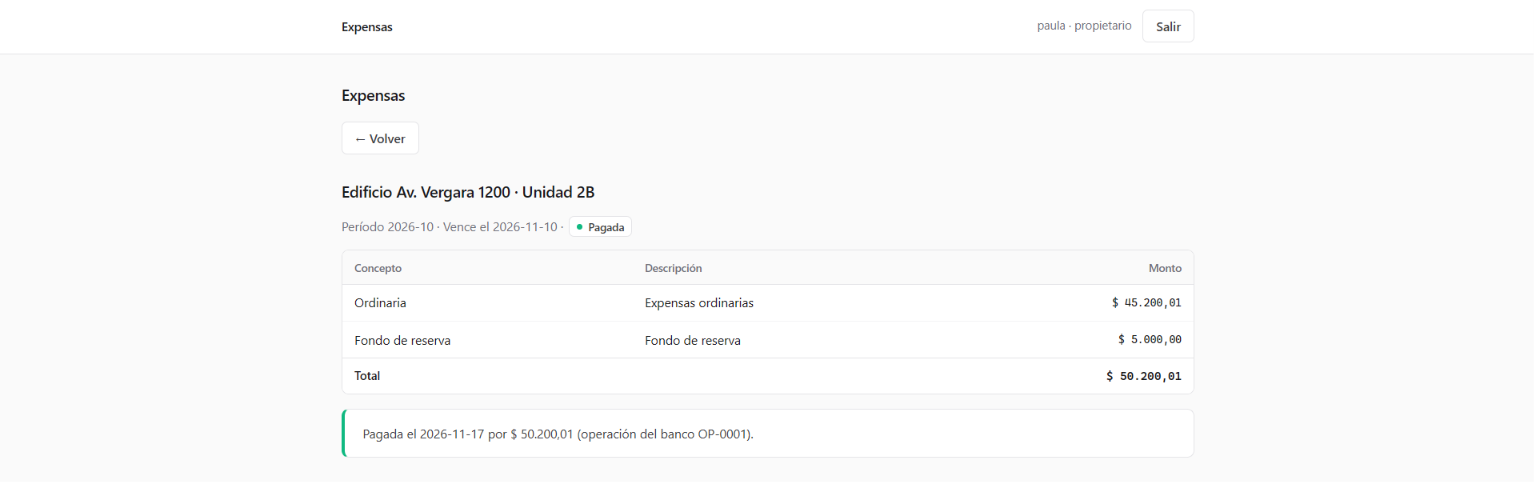 Expensas
paula · propietario
Salir
Expensas
← Volver
Edificio Av. Vergara 1200 · Unidad 2B
Período 2026-10 · Vence el 2026-11-10 · Pagada
Concepto Descripción Monto
Ordinaria Expensas ordinarias $ 45.200,01
Fondo de reserva Fondo de reserva $ 5.000,00
Total $ 50.200,01
Pagada el 2026-11-17 por $ 50.200,01 (operación del banco OP-0001).